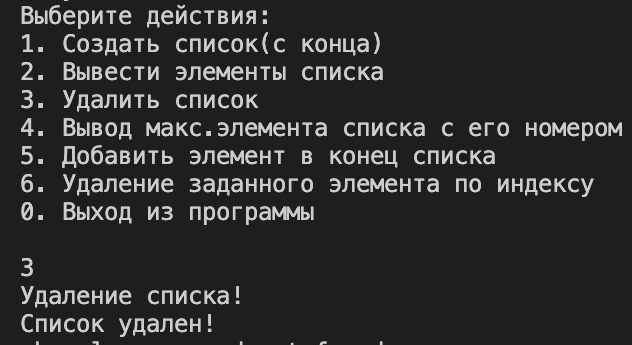 Выберите действия:
1. Создать список(с конца)
2. Вывести элементы списка
3. Удалить список
4. Вывод макс.элемента списка с его номером
5. Добавить элемент в конец списка
6. Удаление заданного элемента по индексу
0. Выход из программы
3
Удаление списка!
Список удален!